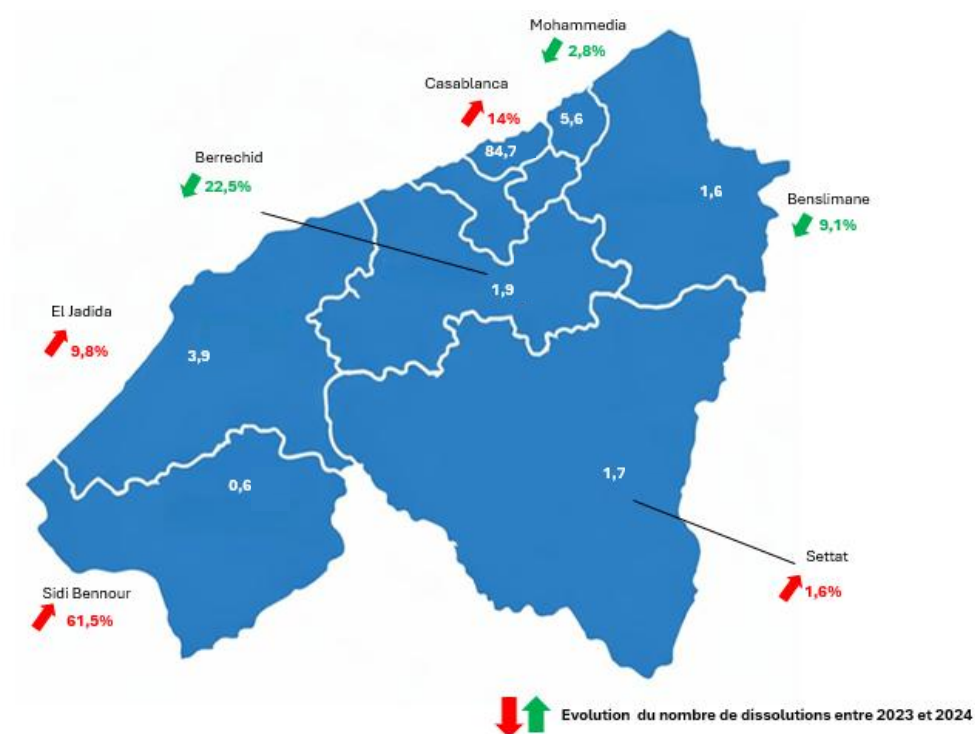 Mohammedia
2,8%
Casablanca
14%
5,6
84,7
Berrechid
22,5%
1,6
Benslimane
9,1%
1,9
El Jadida
9,8%
3,9
0,6
1,7
Settat
1,6%
Sidi Bennour
61,5%
Evolution du nombre de dissolutions entre 2023 et 2024